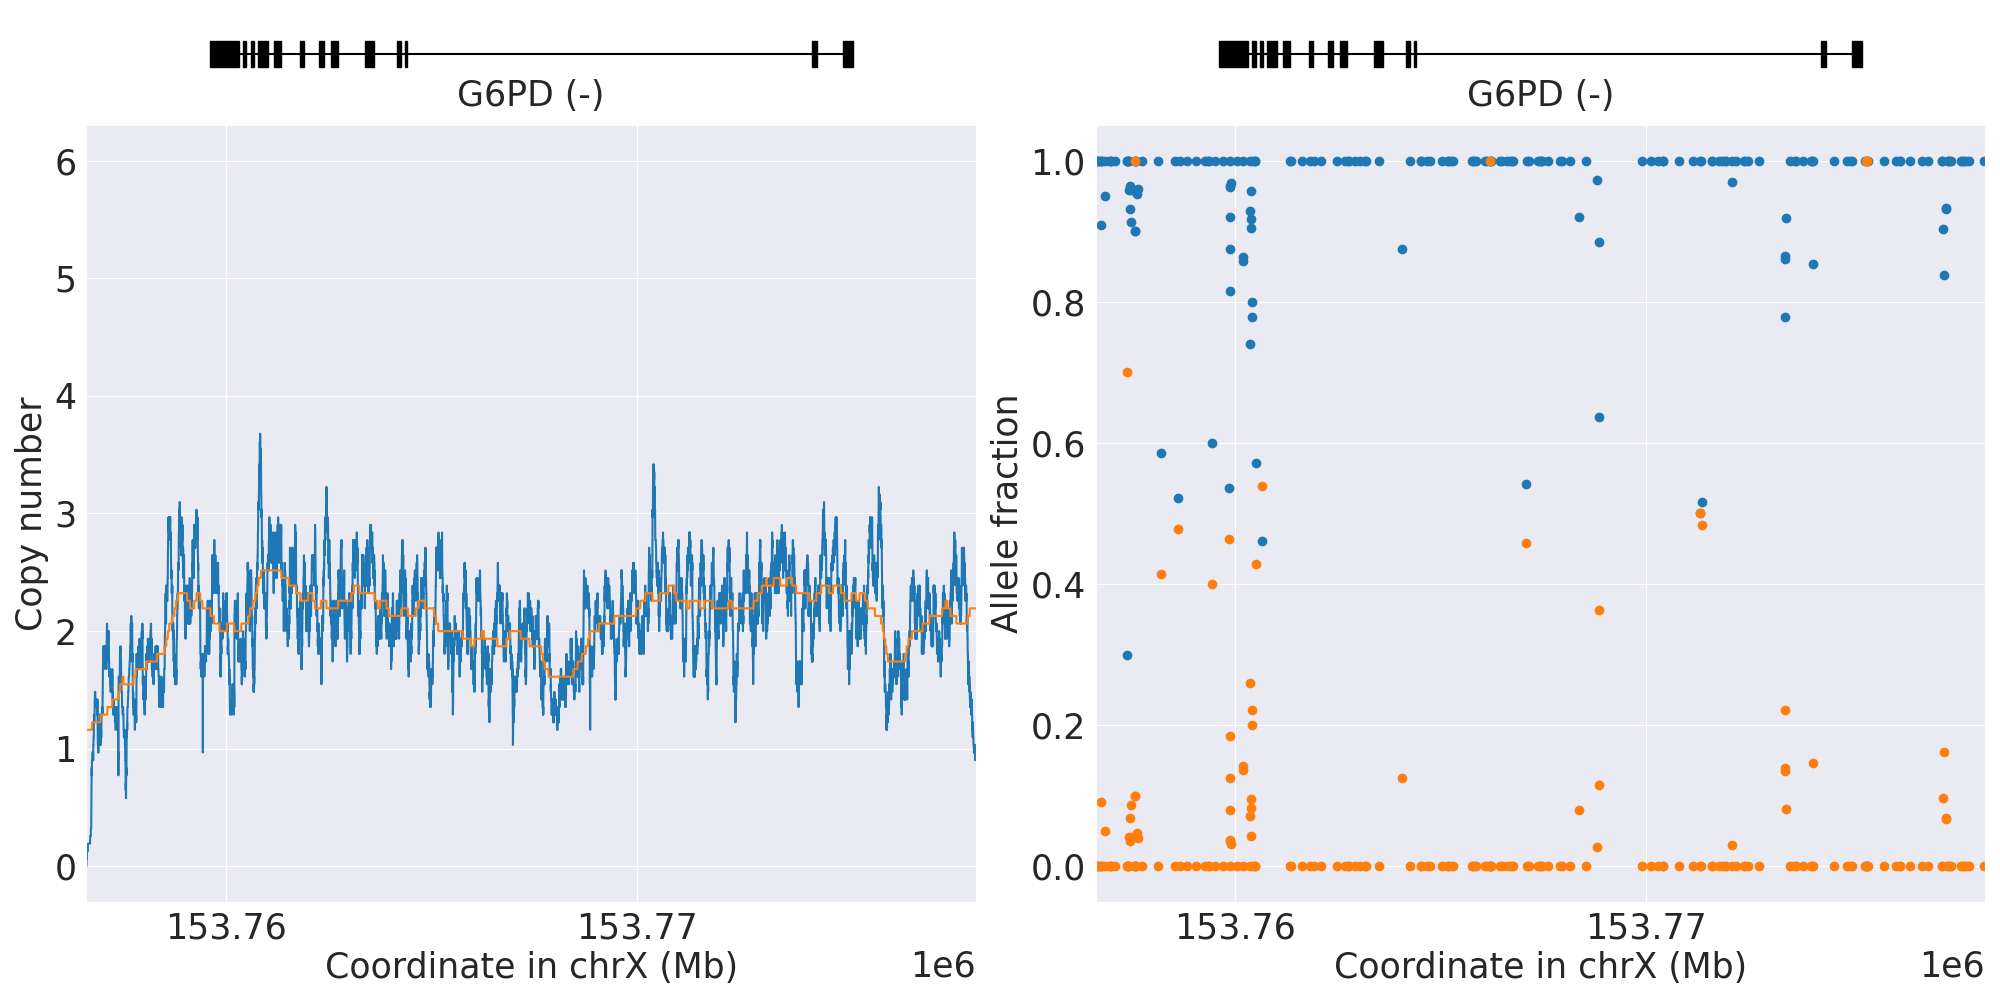 G6PD (-)
6
5
4
3
2
1
0
Copy number
153.76
153.77
Coordinate in chrX (Mb)
1e6
G6PD (-)
1.0
0.8
0.6
0.4
0.2
0.0
Allele fraction
153.76
153.77
Coordinate in chrX (Mb)
1e6